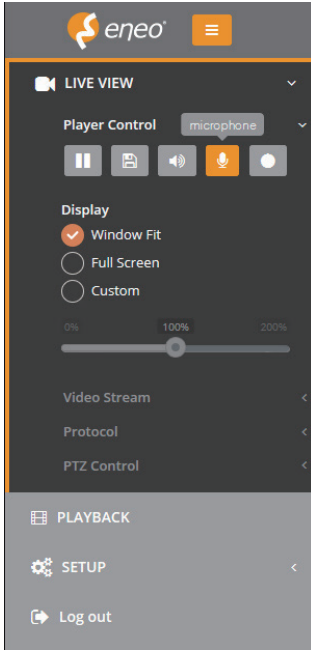 eneo®
LIVE VIEW
Player Control microphone
Display
Window Fit
Full Screen
Custom
0% 100% 200%
Video Stream
Protocol
PTZ Control
PLAYBACK
SETUP
Log out